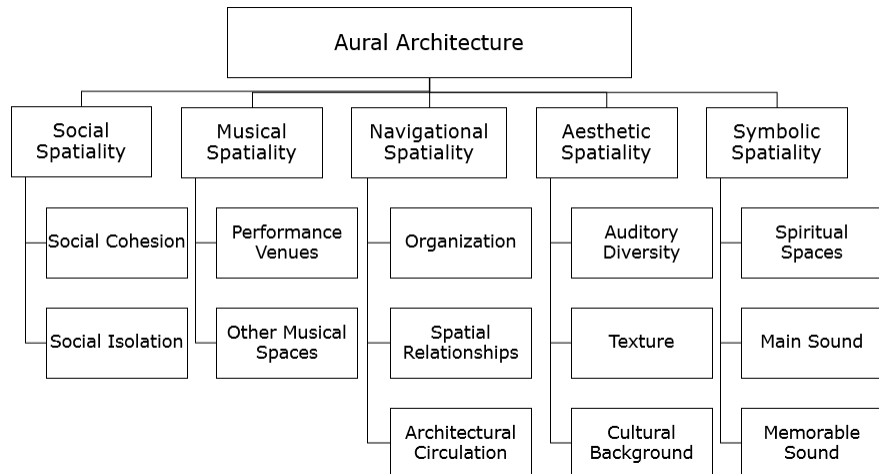 Aural Architecture
Social
Spatiality
Musical
Spatiality
Navigational
Spatiality
Aesthetic
Spatiality
Symbolic
Spatiality
Social Cohesion
Performance
Venues
Organization
Auditory
Diversity
Spiritual
Spaces
Social Isolation
Other Musical
Spaces
Spatial
Relationships
Texture
Main Sound
Architectural
Circulation
Cultural
Background
Memorable
Sound